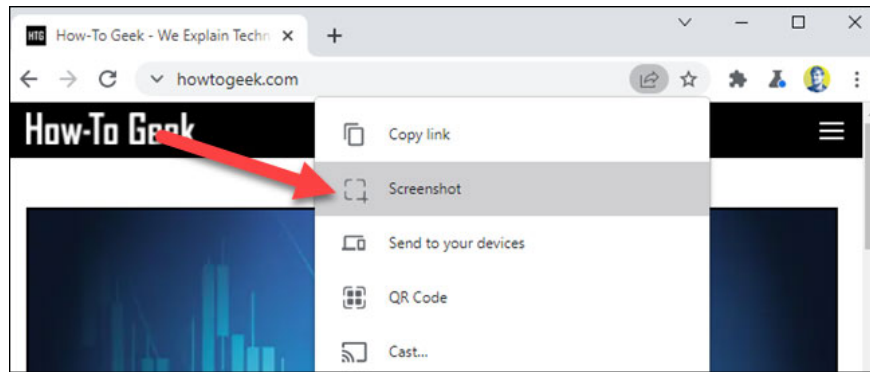 HTG How-To Geek - We Explain Techn
howtogeek.com
How-To Geek
Copy link
Screenshot
Send to your devices
QR Code
Cast...